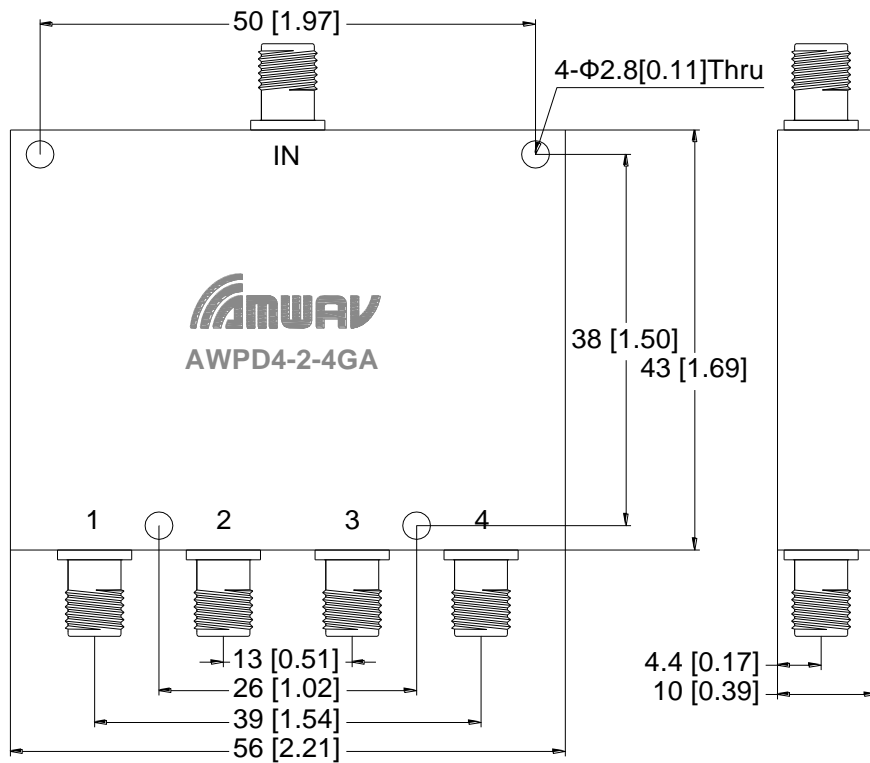 50 [1.97]
4-Φ2.8[0.11]Thru
IN
AMWAV
AWPD4-2-4GA
38 [1.50]
43 [1.69]
1 2 3 4
13 [0.51]
26 [1.02]
39 [1.54]
56 [2.21]
4.4 [0.17]
10 [0.39]